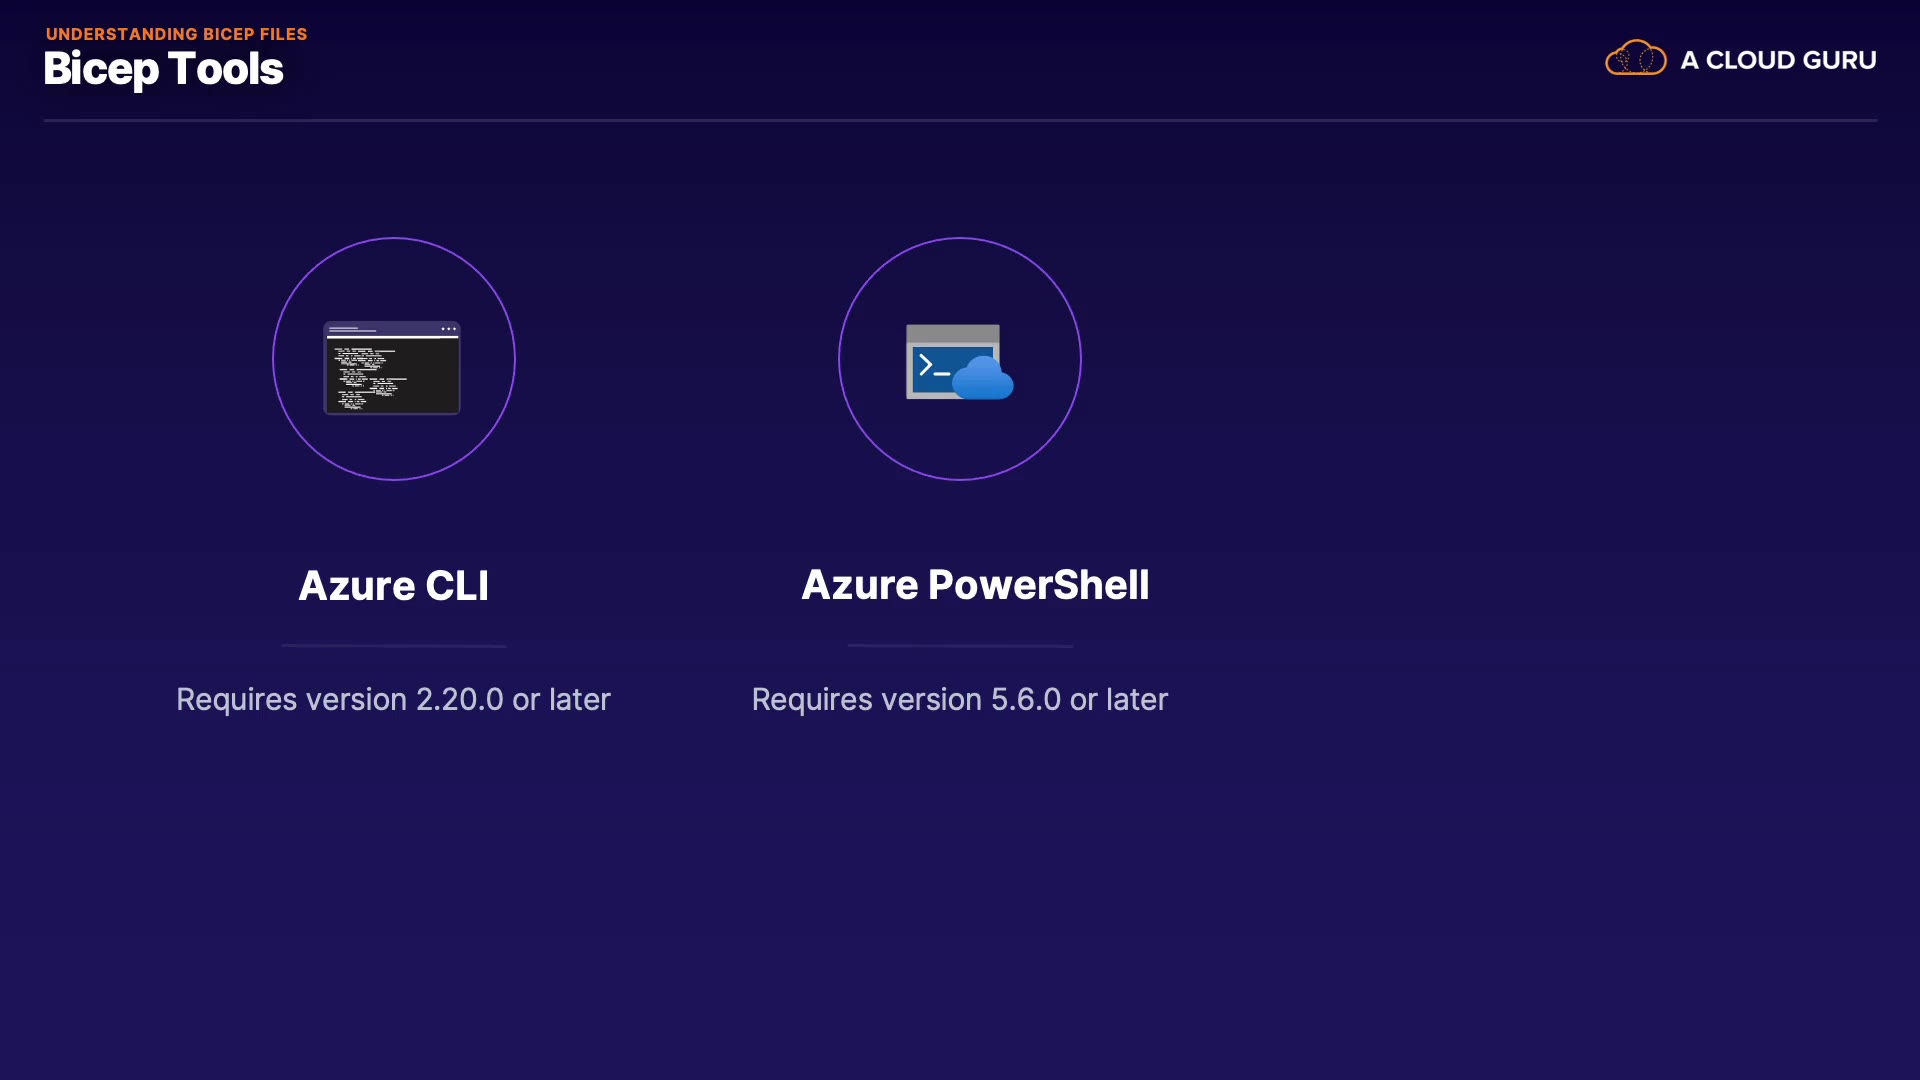 UNDERSTANDING BICEP FILES
Bicep Tools
A CLOUD GURU
Azure CLI
Requires version 2.20.0 or later
Azure PowerShell
Requires version 5.6.0 or later